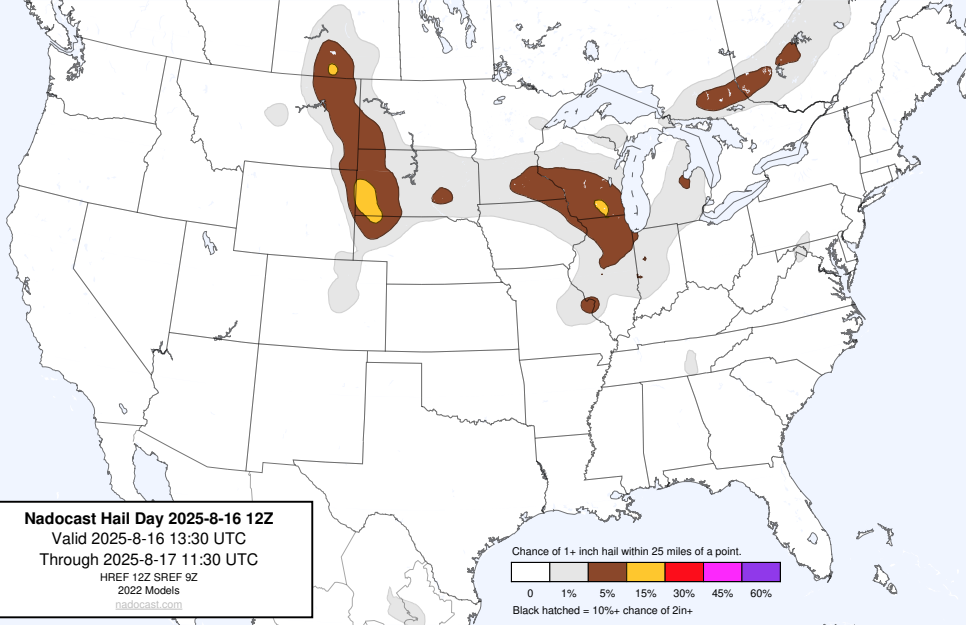 Nadocast Hail Day 2025-8-16 12Z
Valid 2025-8-16 13:30 UTC
Through 2025-8-17 11:30 UTC
HREF 12Z SREF 9Z
2022 Models
nadocast.com
Chance of 1+ inch hail within 25 miles of a point.
0 1% 5% 15% 30% 45% 60%
Black hatched = 10%+ chance of 2in+